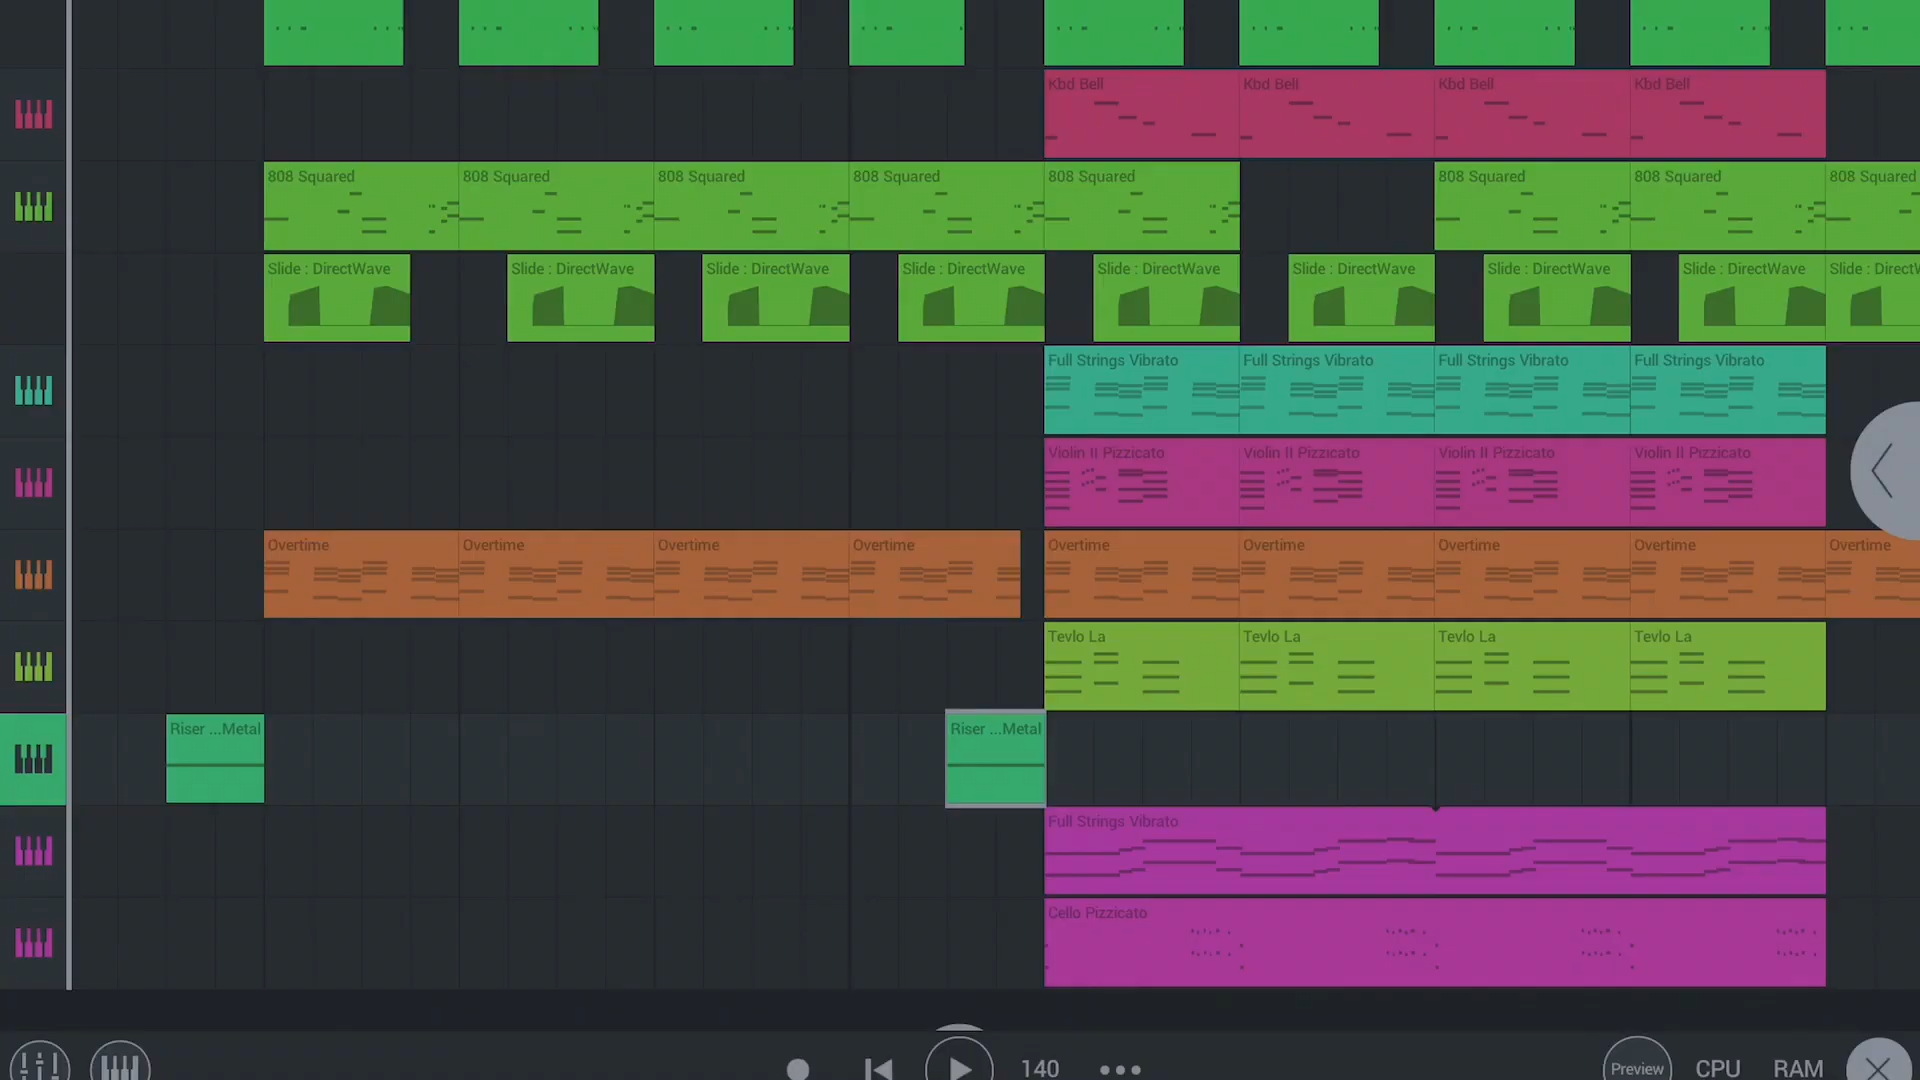 Kbd Bell Kbd Bell Kbd Bell Kbd Bell
808 Squared 808 Squared 808 Squared 808 Squared 808 Squared 808 Squared 808 Squared 808 Squared
Slide : DirectWave Slide : DirectWave Slide : DirectWave Slide : DirectWave Slide : DirectWave Slide : DirectWave Slide : DirectWave Slide : DirectWave Slide : DirectW
Full Strings Vibrato Full Strings Vibrato Full Strings Vibrato Full Strings Vibrato
Violin II Pizzicato Violin II Pizzicato Violin II Pizzicato Violin II Pizzicato
Overtime Overtime Overtime Overtime Overtime Overtime Overtime Overtime Overtime
Tevlo La Tevlo La Tevlo La Tevlo La
Riser ...Metal Riser ...Metal
Full Strings Vibrato
Cello Pizzicato
140 Preview CPU RAM